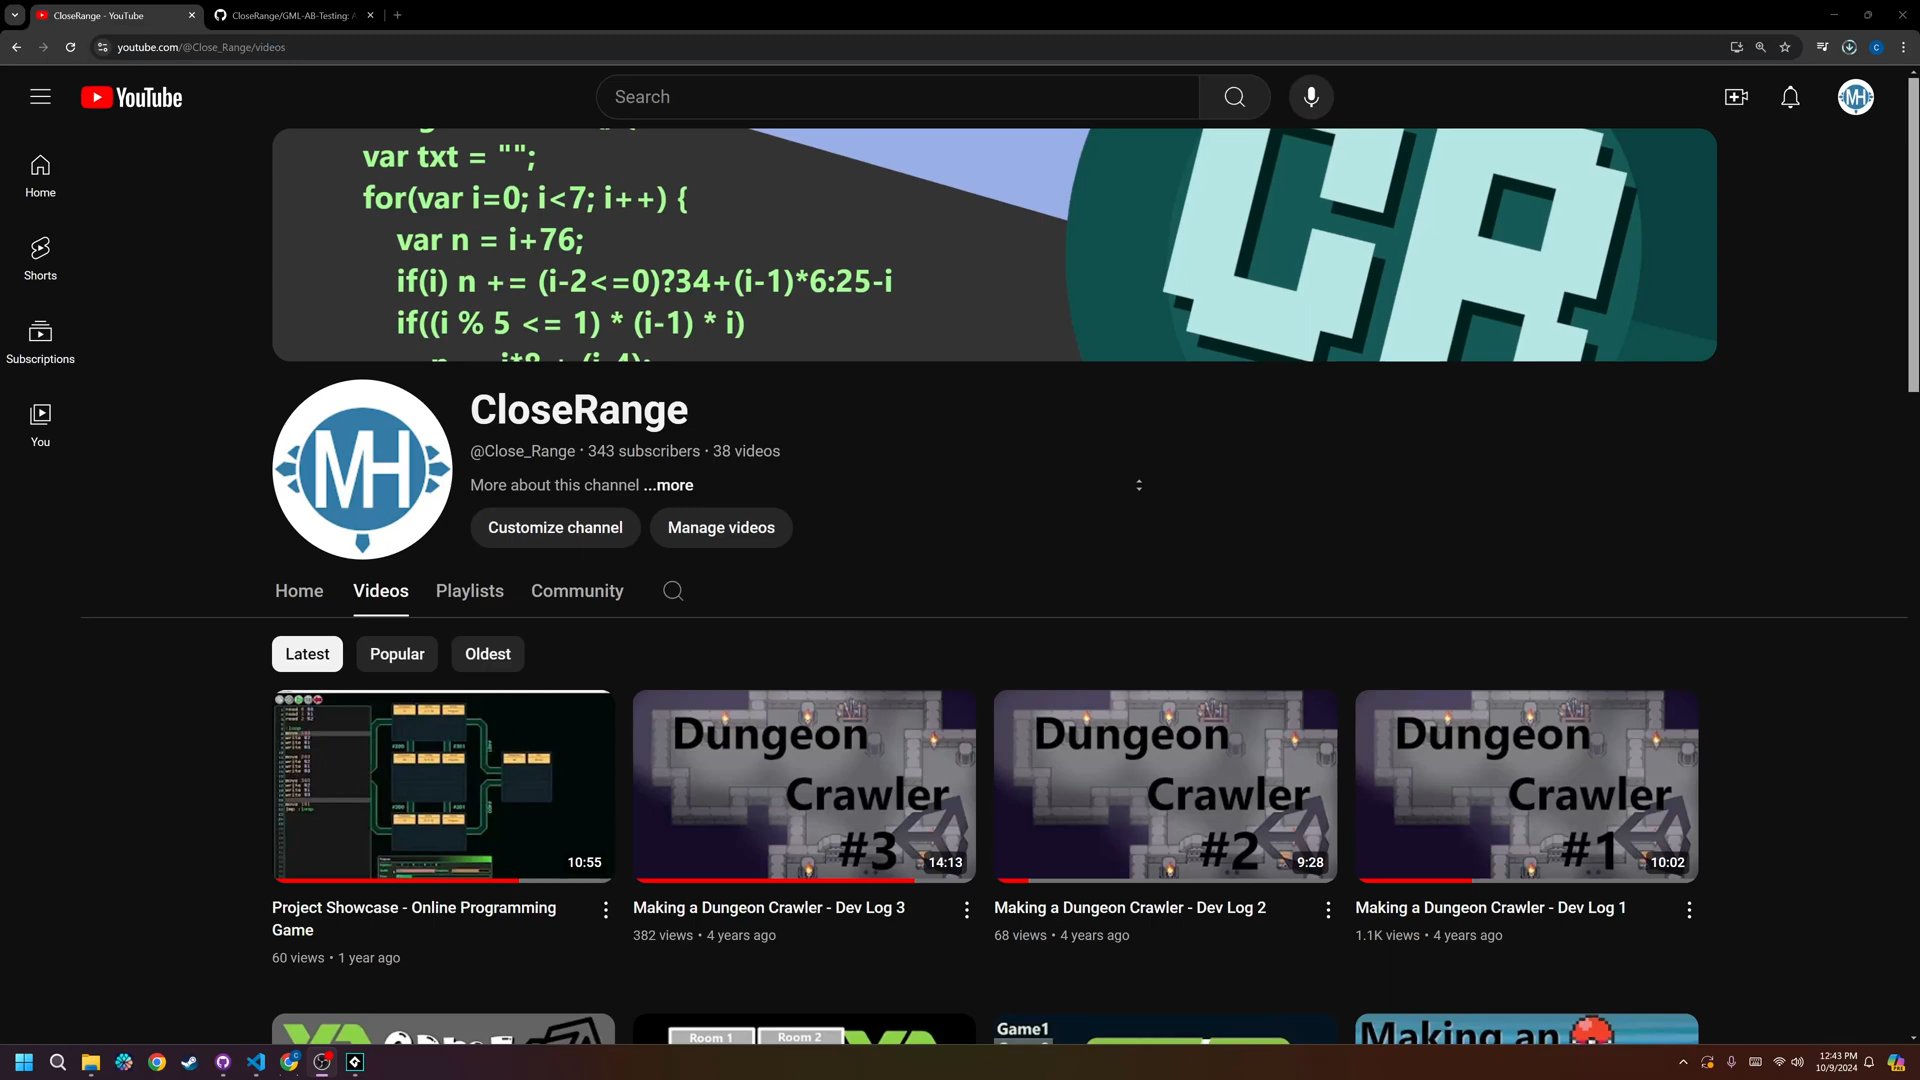 CloseRange - YouTube
CloseRange/GML-AB-Testing: A
youtube.com/@Close_Range/videos
C
YouTube
Search
MH
Home
Shorts
Subscriptions
You
var txt = "";
for(var i=0; i<7; i++) {
var n = i+76;
if(i) n += (i-2<=0)?34+(i-1)*6:25-i
if((i % 5 <= 1) * (i-1) * i)
CR
MH
CloseRange
@Close_Range · 343 subscribers · 38 videos
More about this channel ...more
Customize channel
Manage videos
Home
Videos
Playlists
Community
Latest
Popular
Oldest
10:55
Dungeon
Crawler
#3
14:13
Dungeon
Crawler
#2
9:28
Dungeon
Crawler
#1
10:02
Project Showcase - Online Programming
Game
60 views • 1 year ago
Making a Dungeon Crawler - Dev Log 3
382 views • 4 years ago
Making a Dungeon Crawler - Dev Log 2
68 views • 4 years ago
Making a Dungeon Crawler - Dev Log 1
1.1K views • 4 years ago
Room 1
Room 2
Game1
Making an
12:43 PM
10/9/2024